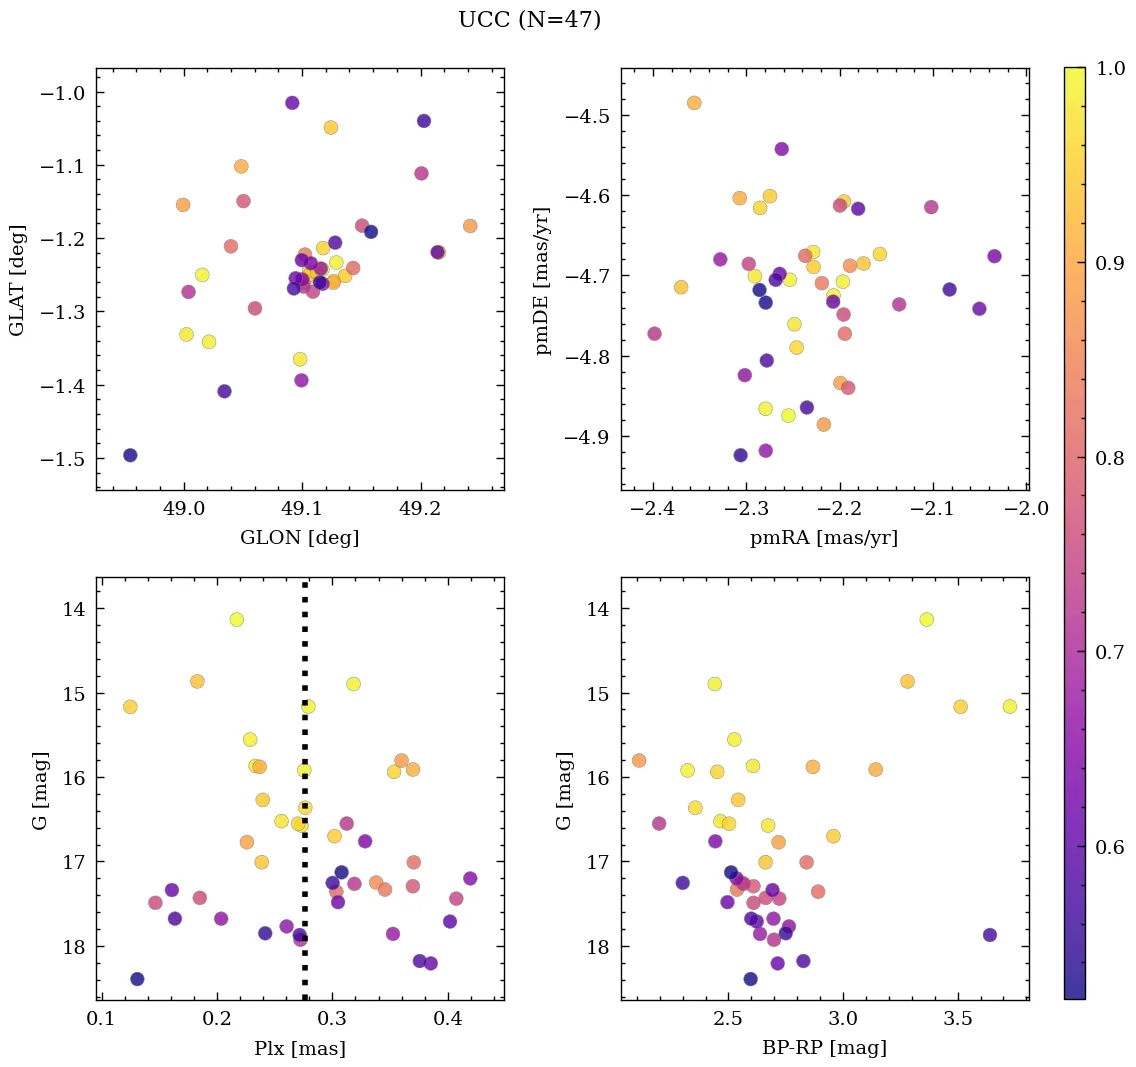 UCC (N=47)
−1.0
−1.1
−1.2
−1.3
−1.4
−1.5
GLAT [deg]
49.0 49.1 49.2
GLON [deg]
−4.5
−4.6
−4.7
−4.8
−4.9
pmDE [mas/yr]
−2.4 −2.3 −2.2 −2.1 −2.0
pmRA [mas/yr]
14
15
16
17
18
G [mag]
0.1 0.2 0.3 0.4
Plx [mas]
14
15
16
17
18
G [mag]
2.5 3.0 3.5
BP-RP [mag]
1.0
0.9
0.8
0.7
0.6